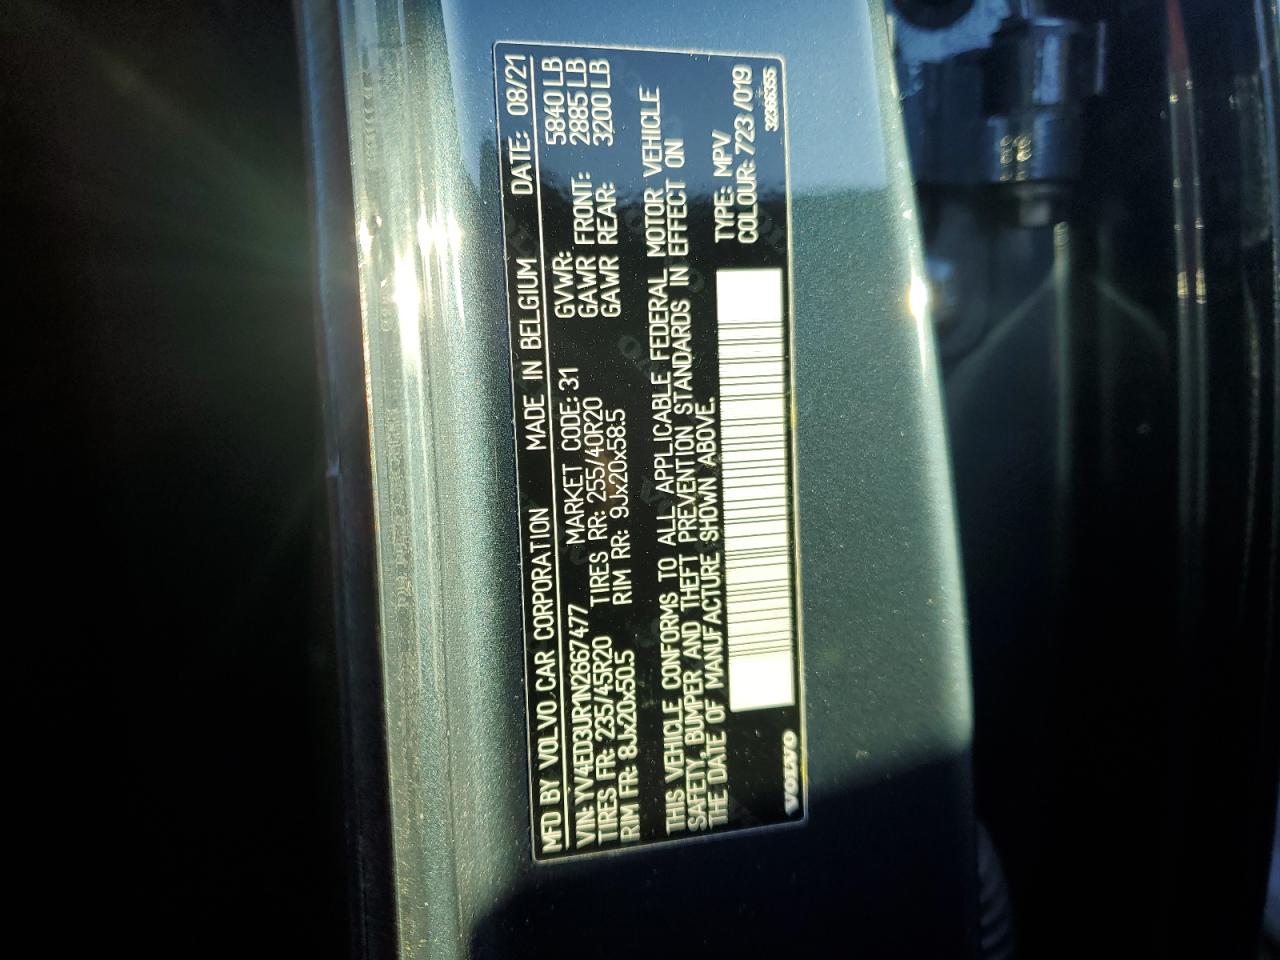 MFD BY VOLVO CAR CORPORATION MADE IN BELGIUM DATE: 08/21
VIN: YV4ED3UR1N2667477 MARKET CODE: 31 GVWR: 5840 LB
TIRES FR: 235/45R20 TIRES RR: 255/40R20 GAWR FRONT: 2885 LB
RIM FR: 8Jx20x50.5 RIM RR: 9Jx20x58.5 GAWR REAR: 3200 LB
THIS VEHICLE CONFORMS TO ALL APPLICABLE FEDERAL MOTOR VEHICLE
SAFETY, BUMPER AND THEFT PREVENTION STANDARDS IN EFFECT ON
THE DATE OF MANUFACTURE SHOWN ABOVE.
TYPE: MPV
COLOUR: 723 /019
32366355
VOLVO